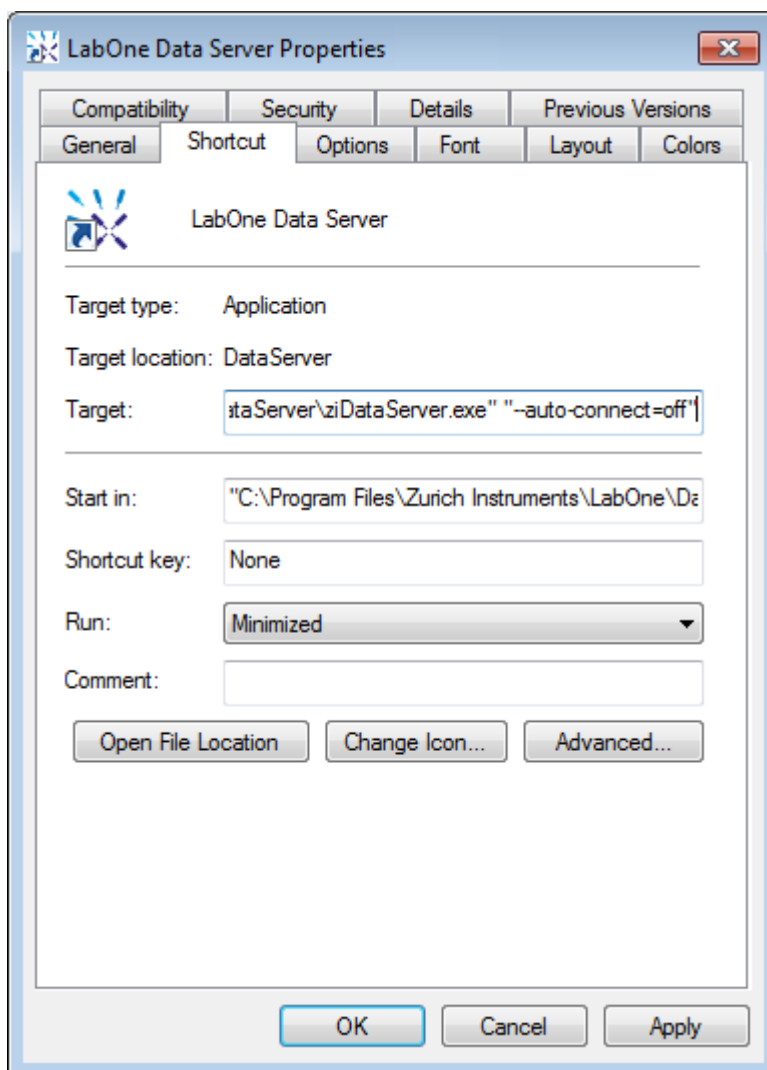 LabOne Data Server Properties
Compatibility Security Details Previous Versions
General Shortcut Options Font Layout Colors
LabOne Data Server
Target type: Application
Target location: DataServer
Target: ataServer\ziDataServer.exe" "--auto-connect=off"
Start in: "C:\Program Files\Zurich Instruments\LabOne\Da
Shortcut key: None
Run: Minimized
Comment:
Open File Location Change Icon... Advanced...
OK Cancel Apply